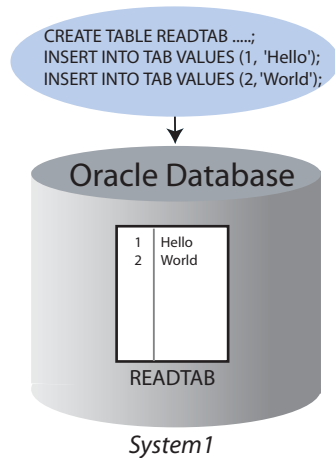 CREATE TABLE READTAB .....;
INSERT INTO TAB VALUES (1, 'Hello');
INSERT INTO TAB VALUES (2,'World');
Oracle Database
1 Hello
2 World
READTAB
System1